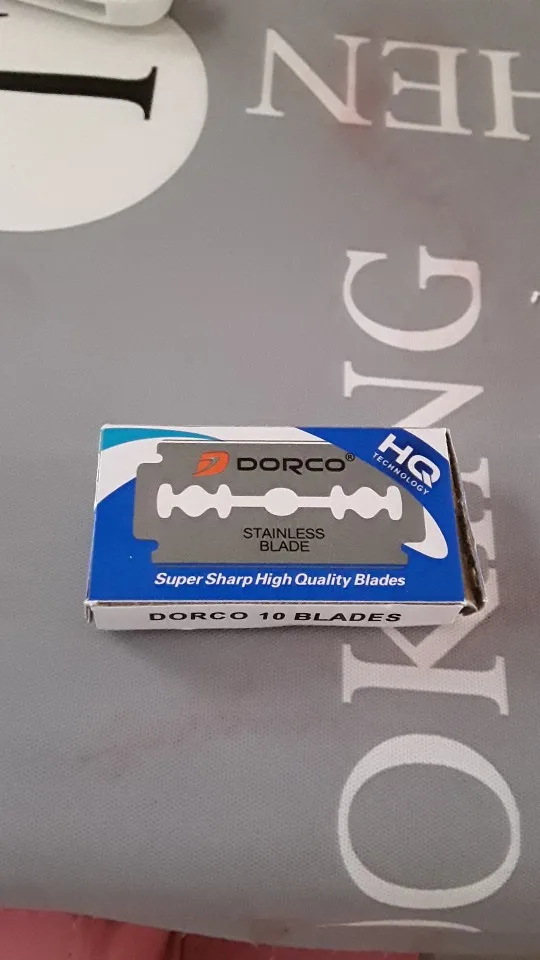 DORCO®
HQ
TECHNOLOGY
STAINLESS
BLADE
Super Sharp High Quality Blades
DORCO 10 BLADES